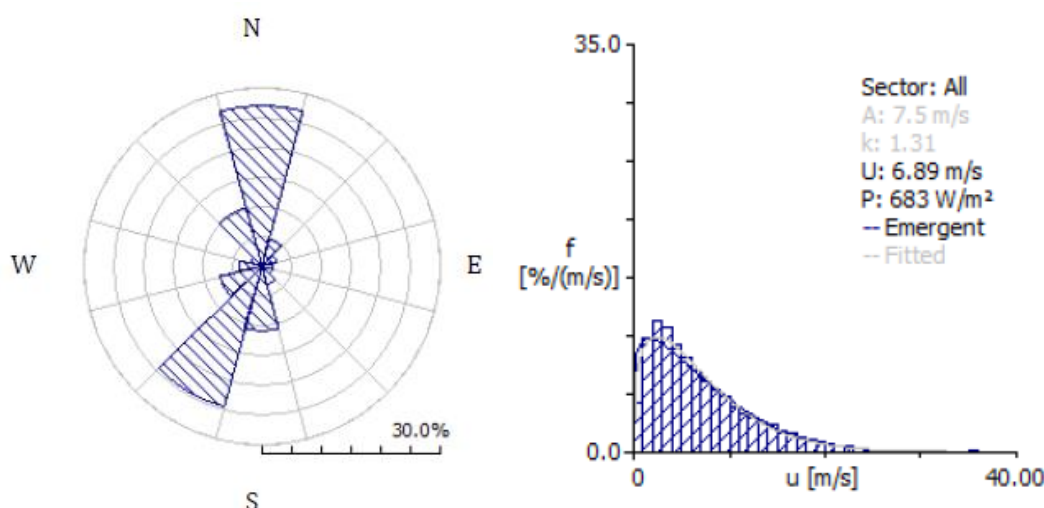 N
W
E
S
30.0%
35.0
f
[%/(m/s)]
0.0
0
u [m/s]
40.00
Sector: All
A: 7.5 m/s
k: 1.31
U: 6.89 m/s
P: 683 W/m²
-- Emergent
-- Fitted